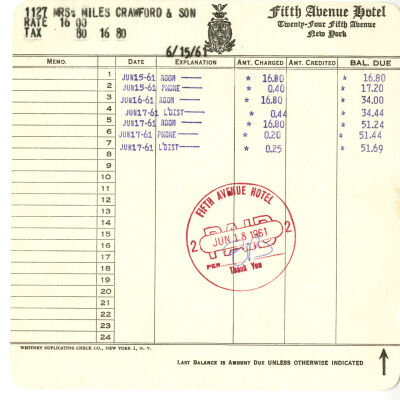 1127 MRS. MILES CRAWFORD & SON
RATE 16 00
TAX 80 16 80
6/15/61
Fifth Avenue Hotel
Twenty-Four Fifth Avenue
New York
MEMO. DATE EXPLANATION AMT. CHARGED AMT. CREDITED BAL. DUE
1 JUN15-61 ROOM — * 16.80 * 16.80
2 JUN15-61 PHONE — * 0.40 * 17.20
3 JUN16-61 ROOM — * 16.80 * 34.00
4 JUN17-61 L'DIST — * 0.44 * 34.44
5 JUN17-61 ROOM — * 16.80 * 51.24
6 JUN17-61 PHONE — * 0.20 * 51.44
7 JUN17-61 L'DIST — * 0.25 * 51.69
8
9
10
11
12
13
14
15
16
17
18
19
20
21
22
23
24
FIFTH AVENUE HOTEL
PAID
2 JUN 18 1961 2
PER
Thank You
WHITNEY DUPLICATING CHECK CO., NEW YORK 1, N. Y.
LAST BALANCE IS AMOUNT DUE UNLESS OTHERWISE INDICATED